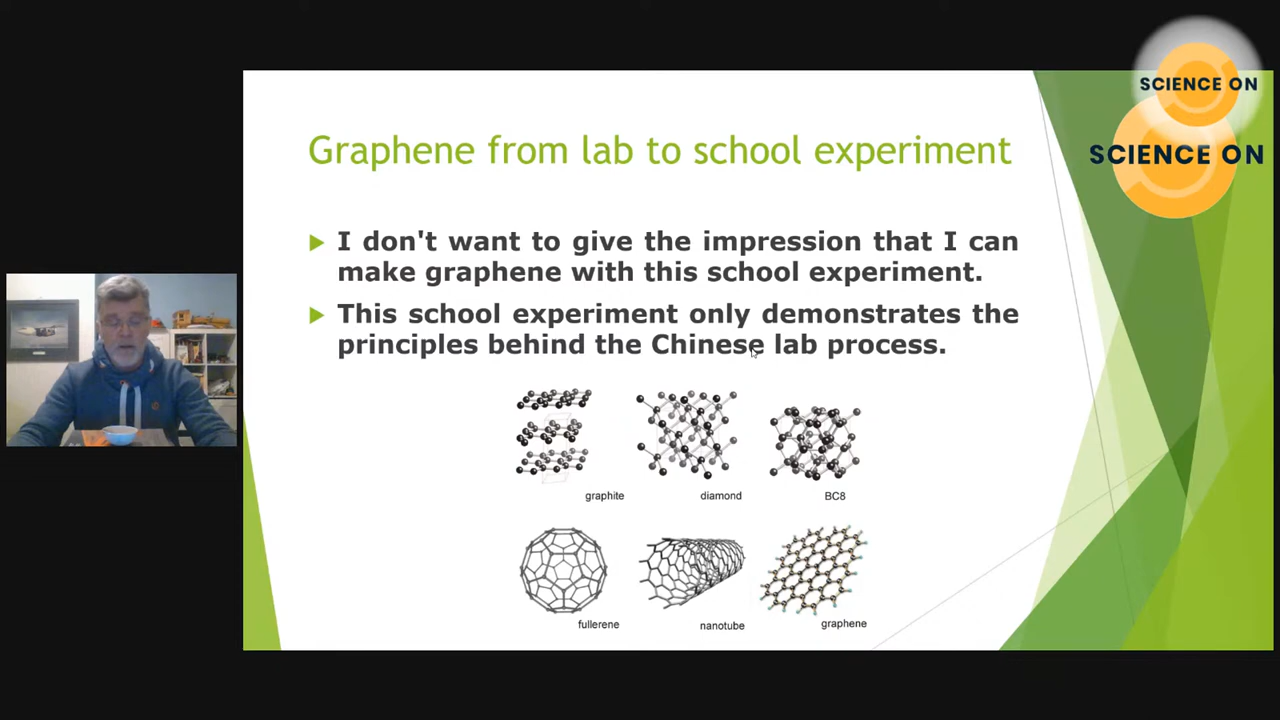 SCIENCE ON
SCIENCE ON
Graphene from lab to school experiment
I don't want to give the impression that I can
make graphene with this school experiment.
This school experiment only demonstrates the
principles behind the Chinese lab process.
graphite
diamond
BC8
fullerene
nanotube
graphene